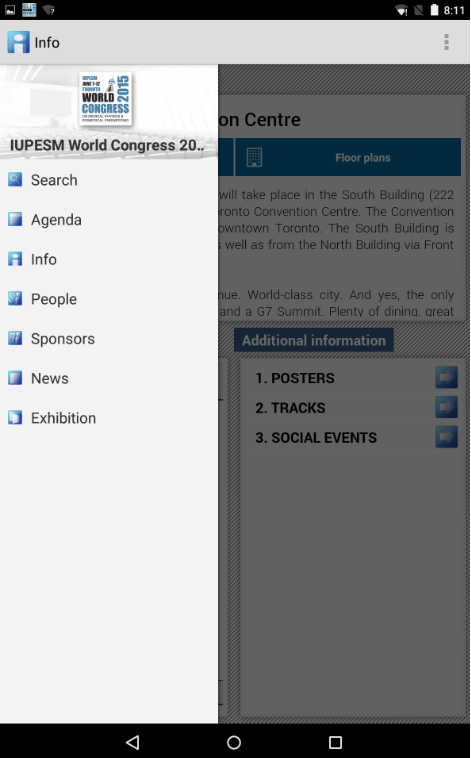 8:11
Info
IUPESM
JUNE 7-12
TORONTO
WORLD
CONGRESS
2015
ON MEDICAL PHYSICS &
BIOMEDICAL ENGINEERING
IUPESM World Congress 20..
Search
Agenda
Info
People
Sponsors
News
Exhibition
on Centre
Floor plans
will take place in the South Building (222
oronto Convention Centre. The Convention
owntown Toronto. The South Building is
s well as from the North Building via Front
nue. World-class city. And yes, the only
and a G7 Summit. Plenty of dining, great
Additional information
1. POSTERS
2. TRACKS
3. SOCIAL EVENTS